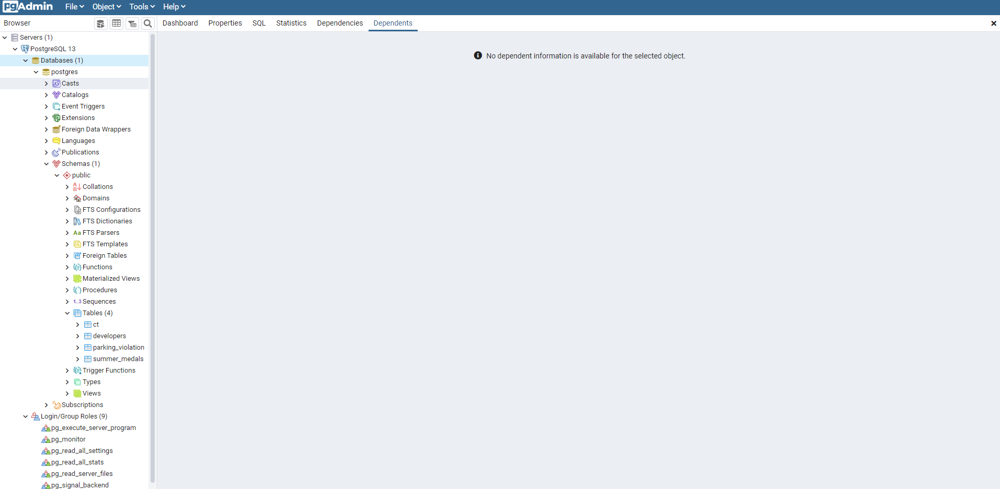 pgAdmin File Object Tools Help
Browser Dashboard Properties SQL Statistics Dependencies Dependents
Servers (1)
PostgreSQL 13
No dependent information is available for the selected object.
Databases (1)
postgres
Casts
Catalogs
Event Triggers
Extensions
Foreign Data Wrappers
Languages
Publications
Schemas (1)
public
Collations
Domains
FTS Configurations
FTS Dictionaries
Aa FTS Parsers
FTS Templates
Foreign Tables
Functions
Materialized Views
Procedures
1..3 Sequences
Tables (4)
ct
developers
parking_violation
summer_medals
Trigger Functions
Types
Views
Subscriptions
Login/Group Roles (9)
pg_execute_server_program
pg_monitor
pg_read_all_settings
pg_read_all_stats
pg_read_server_files
pg_signal_backend